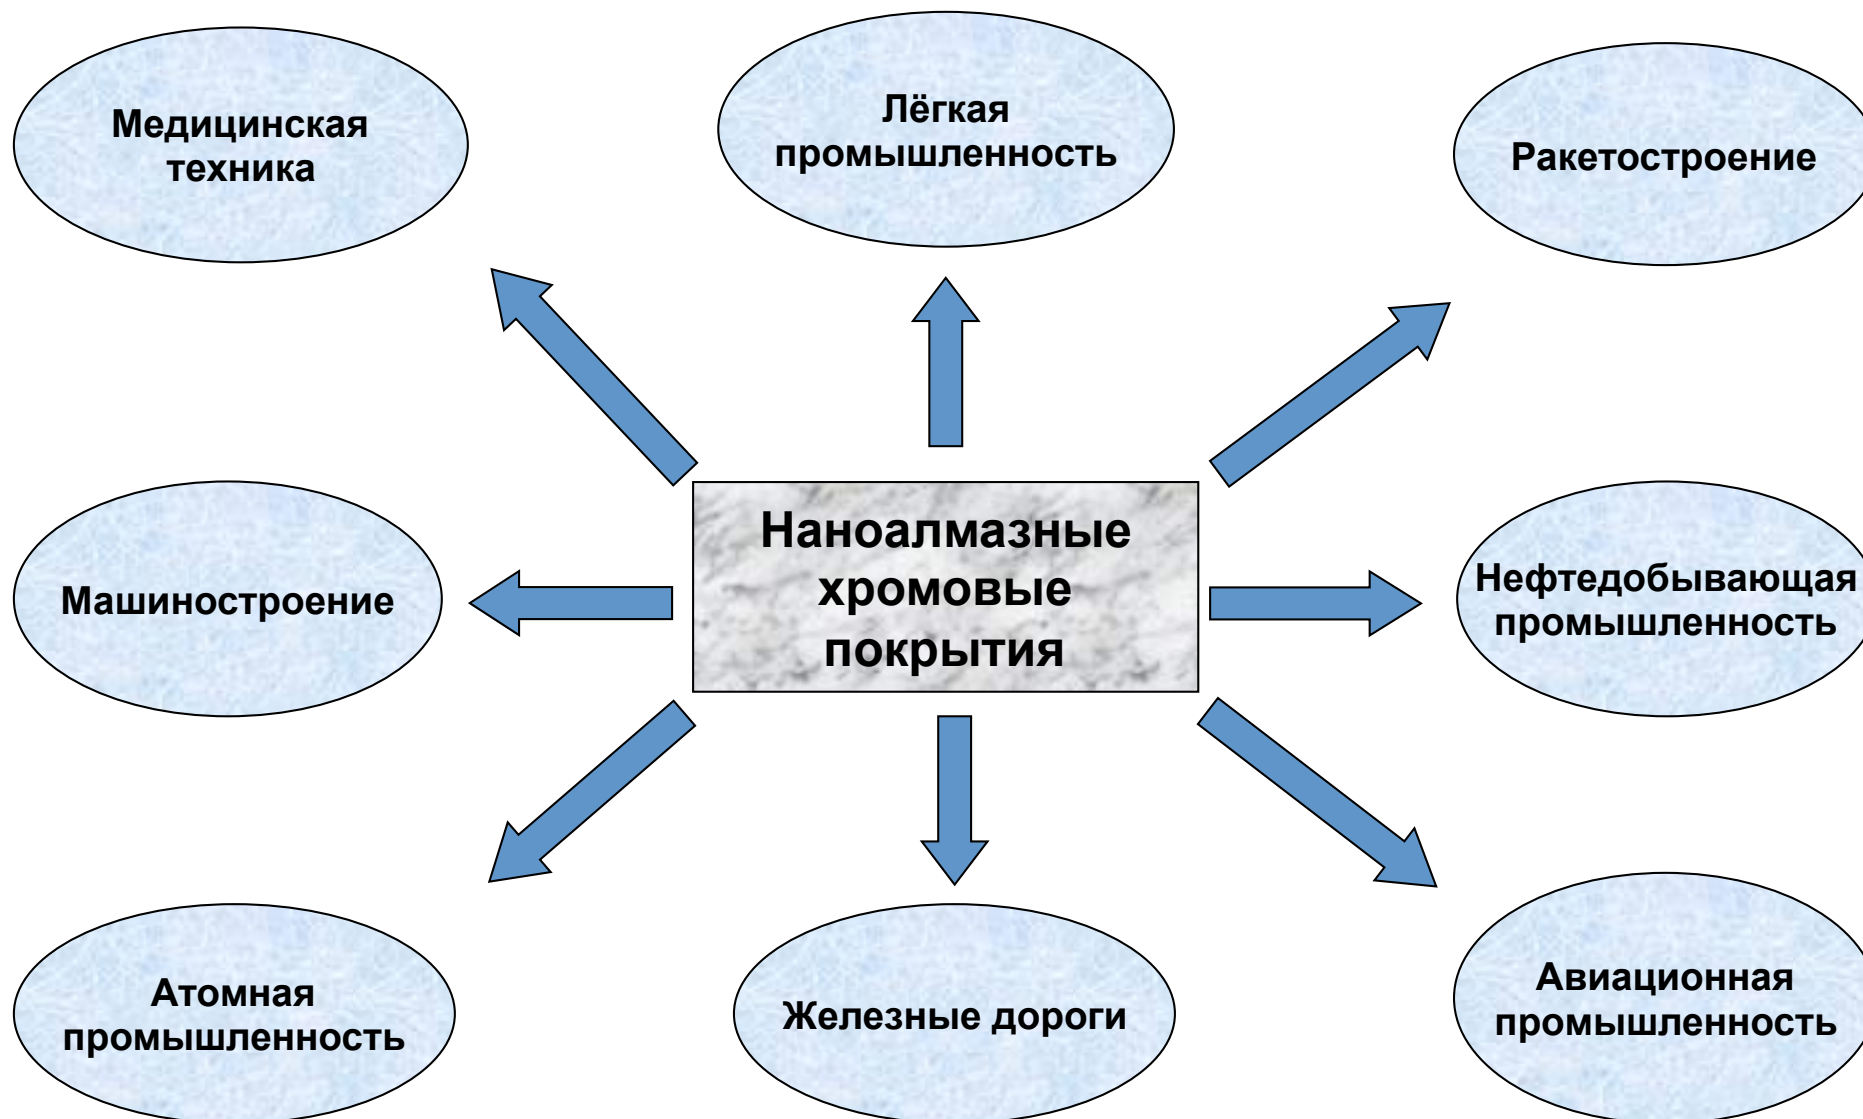 Медицинская
техника
Лёгкая
промышленность
Ракетостроение
Машиностроение
Наноалмазные
хромовые
покрытия
Нефтедобывающая
промышленность
Атомная
промышленность
Железные дороги
Авиационная
промышленность